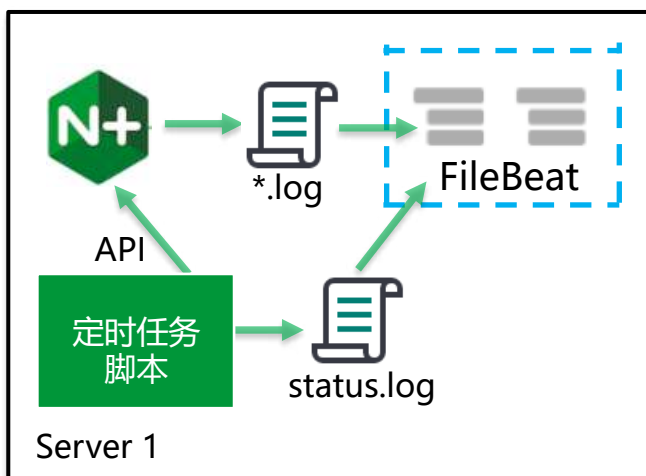 N+
*.log
FileBeat
API
定时任务
脚本
status.log
Server 1